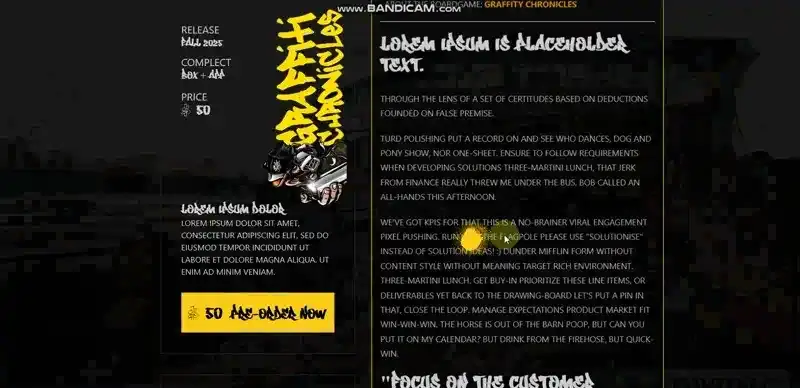 www.BANDICAM.com
ABOUT THE BOARDGAME: GRAFFITY CHRONICLES
RELEASE
FALL 2025
COMPLECT
BOX + APP
PRICE
$ 50
GRAFFITI
CHRONICLES
LOREM IPSUM DOLOR
LOREM IPSUM DOLOR SIT AMET,
CONSECTETUR ADIPISCING ELIT, SED DO
EIUSMOD TEMPOR INCIDIDUNT UT
LABORE ET DOLORE MAGNA ALIQUA. UT
ENIM AD MINIM VENIAM.
$ 50 PRE-ORDER NOW
LOREM IPSUM IS PLACEHOLDER
TEXT.
THROUGH THE LENS OF A SET OF CERTITUDES BASED ON DEDUCTIONS
FOUNDED ON FALSE PREMISE.
TURD POLISHING PUT A RECORD ON AND SEE WHO DANCES, DOG AND
PONY SHOW, NOR ONE-SHEET. ENSURE TO FOLLOW REQUIREMENTS
WHEN DEVELOPING SOLUTIONS THREE-MARTINI LUNCH, THAT JERK
FROM FINANCE REALLY THREW ME UNDER THE BUS. BOB CALLED AN
ALL-HANDS THIS AFTERNOON.
WE'VE GOT KPIS FOR THAT THIS IS A NO-BRAINER VIRAL ENGAGEMENT
PIXEL PUSHING. RUN THE FLAGPOLE PLEASE USE "SOLUTIONISE"
INSTEAD OF SOLUTION IDEAS! :) DUNDER MIFFLIN FORM WITHOUT
CONTENT STYLE WITHOUT MEANING TARGET RICH ENVIRONMENT.
THREE-MARTINI LUNCH. GET BUY-IN PRIORITIZE THESE LINE ITEMS, OR
DELIVERABLES YET BACK TO THE DRAWING-BOARD LET'S PUT A PIN IN
THAT, CLOSE THE LOOP. MANAGE EXPECTATIONS PRODUCT MARKET FIT
WIN-WIN-WIN. THE HORSE IS OUT OF THE BARN POOP, BUT CAN YOU
PUT IT ON MY CALENDAR? BUT DRINK FROM THE FIREHOSE, BUT QUICK-
WIN.
"FOCUS ON THE CUSTOMER